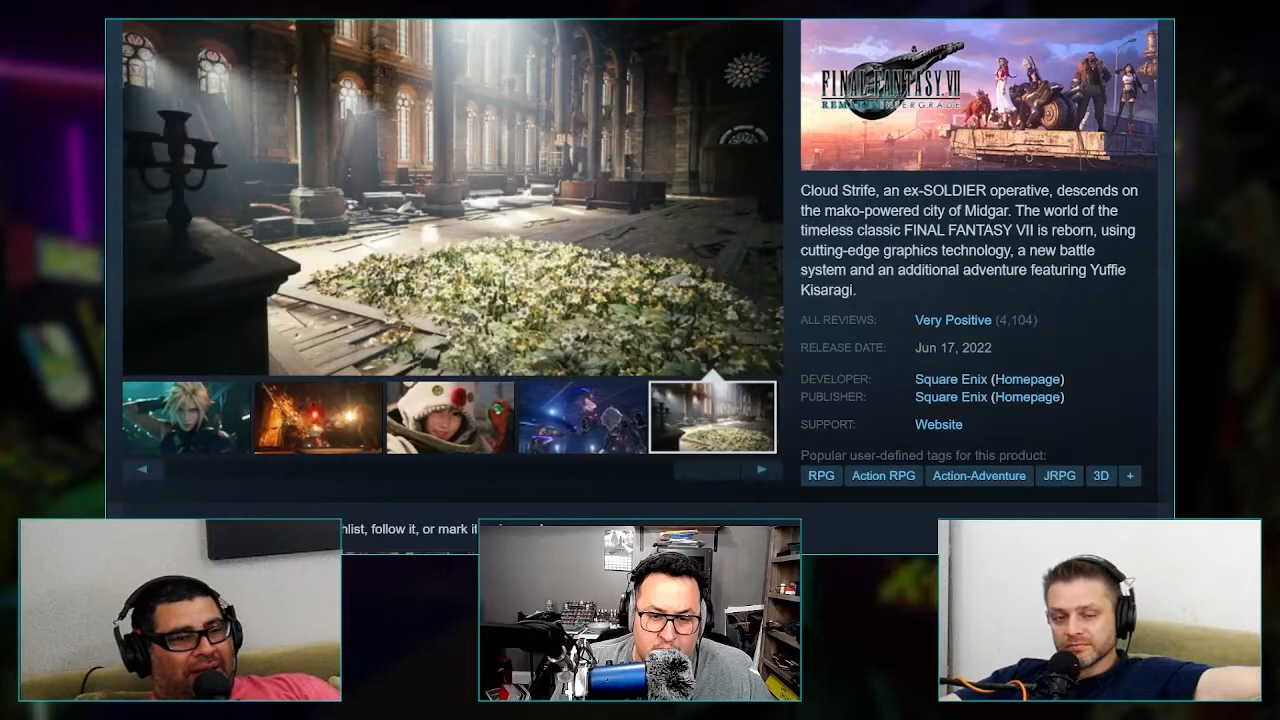 FINAL FANTASY VII
REMAKE INTERGRADE
Cloud Strife, an ex-SOLDIER operative, descends on
the mako-powered city of Midgar. The world of the
timeless classic FINAL FANTASY VII is reborn, using
cutting-edge graphics technology, a new battle
system and an additional adventure featuring Yuffie
Kisaragi.
ALL REVIEWS: Very Positive (4,104)
RELEASE DATE: Jun 17, 2022
DEVELOPER: Square Enix (Homepage)
PUBLISHER: Square Enix (Homepage)
SUPPORT: Website
Popular user-defined tags for this product:
RPG Action RPG Action-Adventure JRPG 3D +
follow it, or mark it